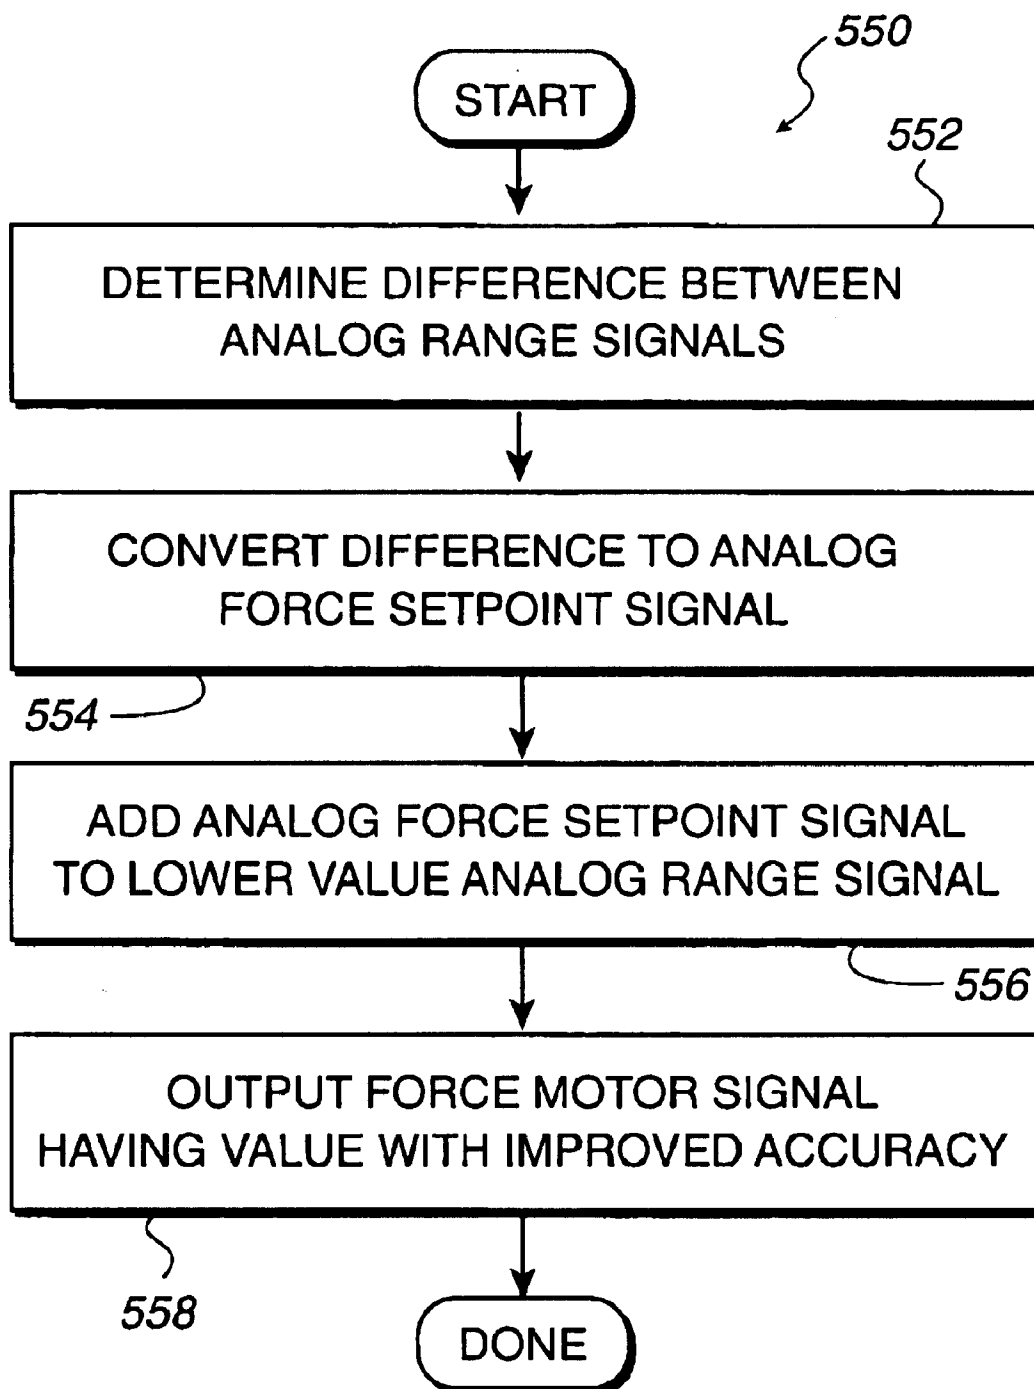 550
START
552
DETERMINE DIFFERENCE BETWEEN
ANALOG RANGE SIGNALS
CONVERT DIFFERENCE TO ANALOG
FORCE SETPOINT SIGNAL
554
ADD ANALOG FORCE SETPOINT SIGNAL
TO LOWER VALUE ANALOG RANGE SIGNAL
556
OUTPUT FORCE MOTOR SIGNAL
HAVING VALUE WITH IMPROVED ACCURACY
558
DONE